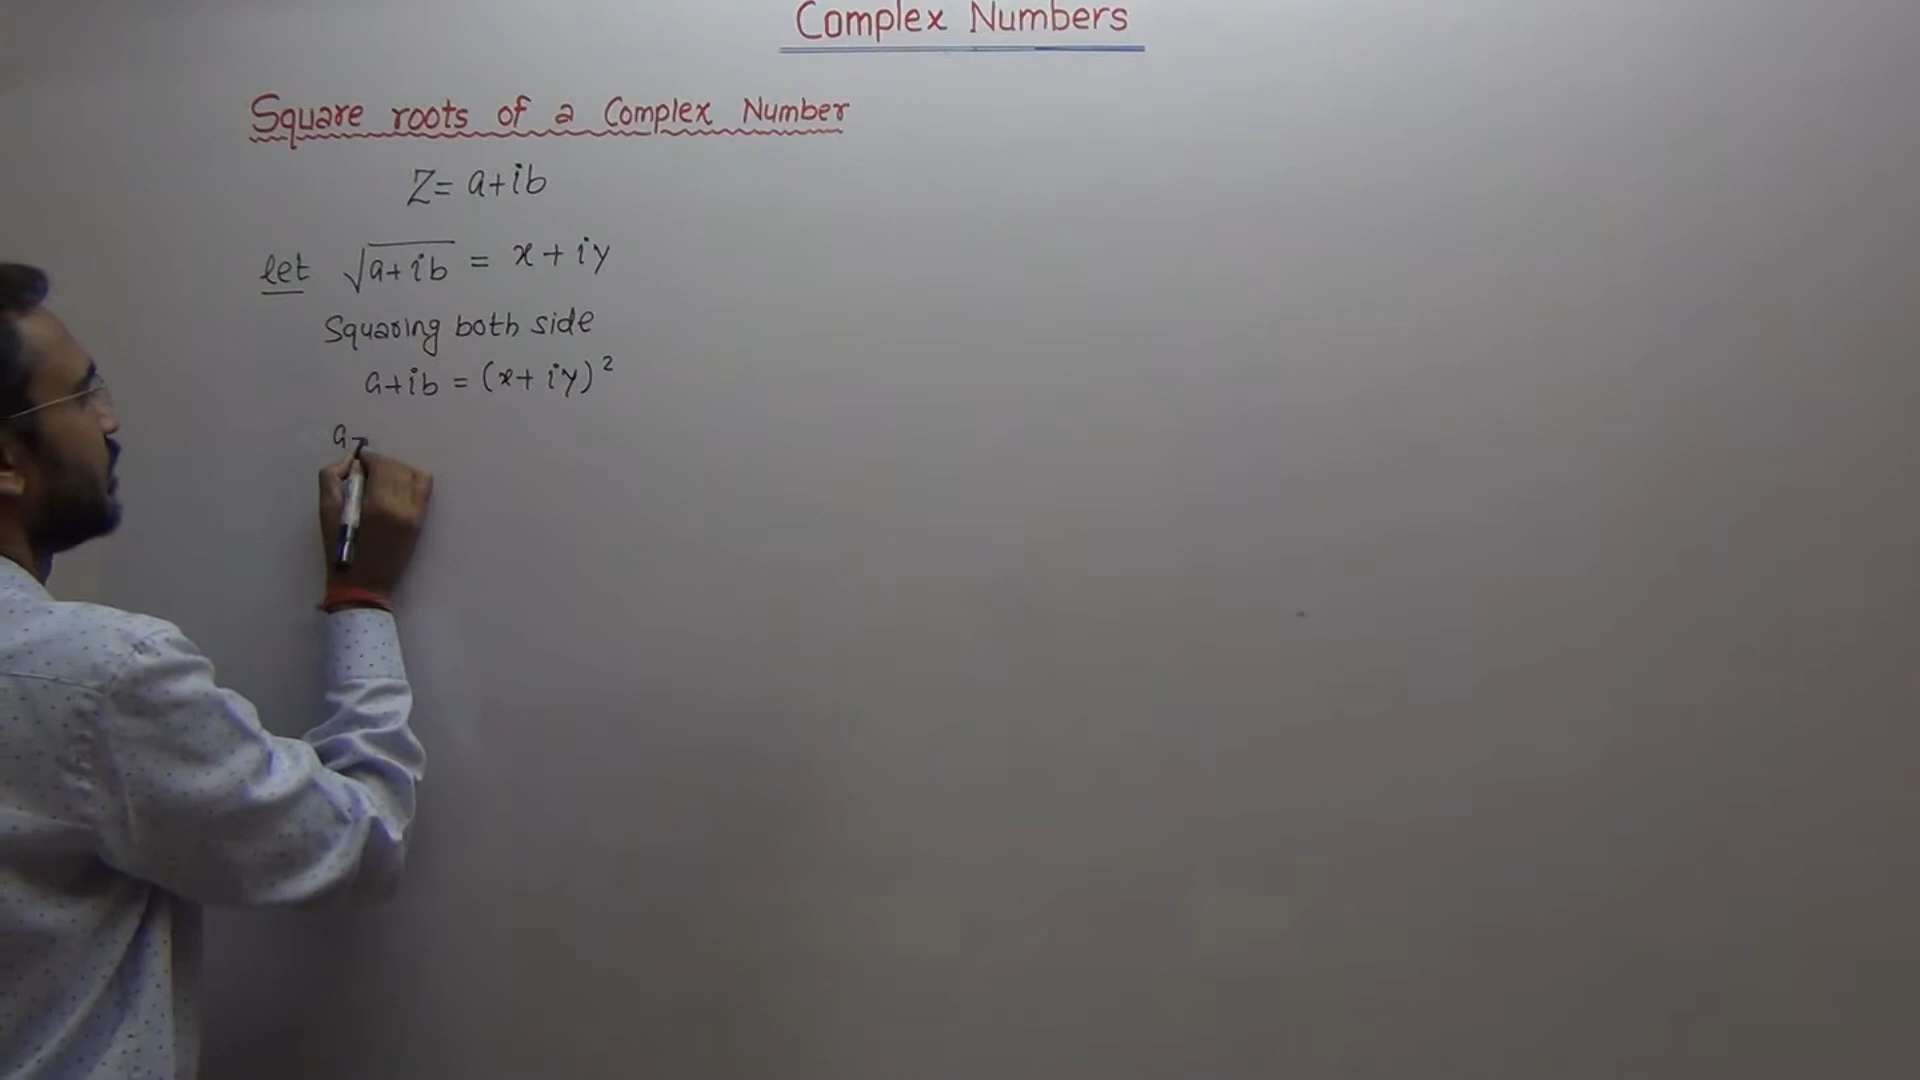 Complex Numbers
Square roots of a Complex Number
Z= a+ib
let √a+ib = x + iy
Squaring both side
a+ib = (x+ iy)²
a